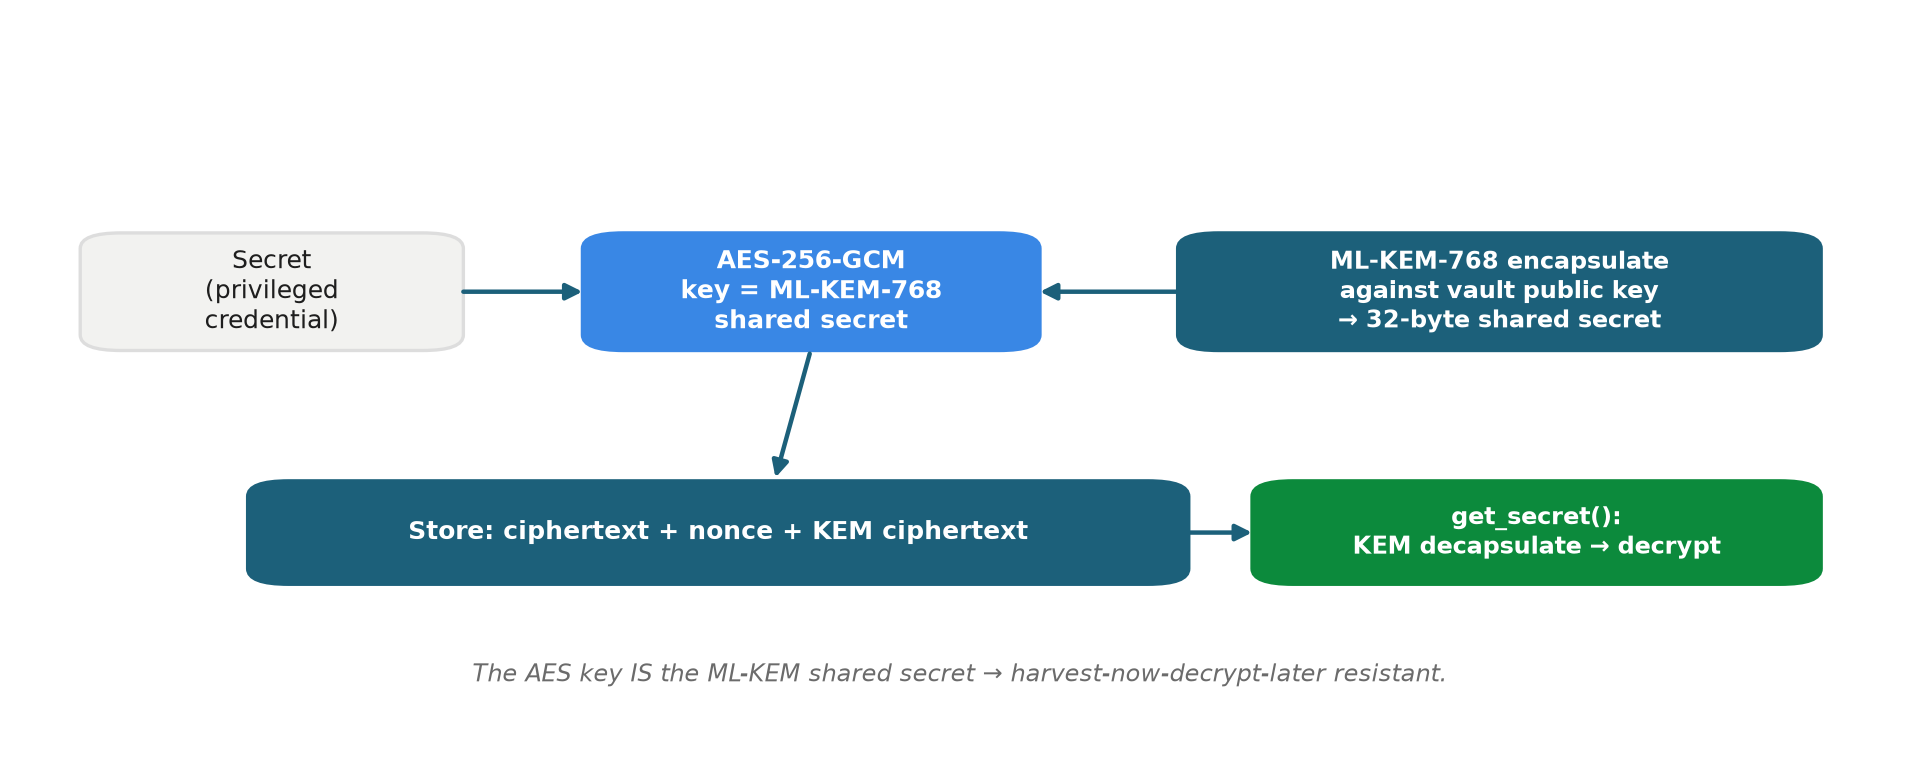 Secret
(privileged
credential)
AES-256-GCM
key = ML-KEM-768
shared secret
ML-KEM-768 encapsulate
against vault public key
→ 32-byte shared secret
Store: ciphertext + nonce + KEM ciphertext
get_secret():
KEM decapsulate → decrypt
The AES key IS the ML-KEM shared secret → harvest-now-decrypt-later resistant.